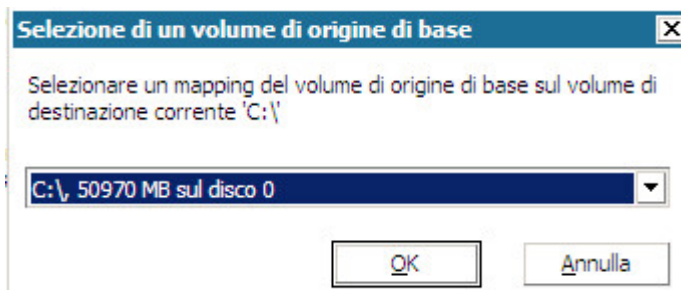 Selezione di un volume di origine di base
Selezionare un mapping del volume di origine di base sul volume di
destinazione corrente 'C:\'
C:\, 50970 MB sul disco 0
OK
Annulla